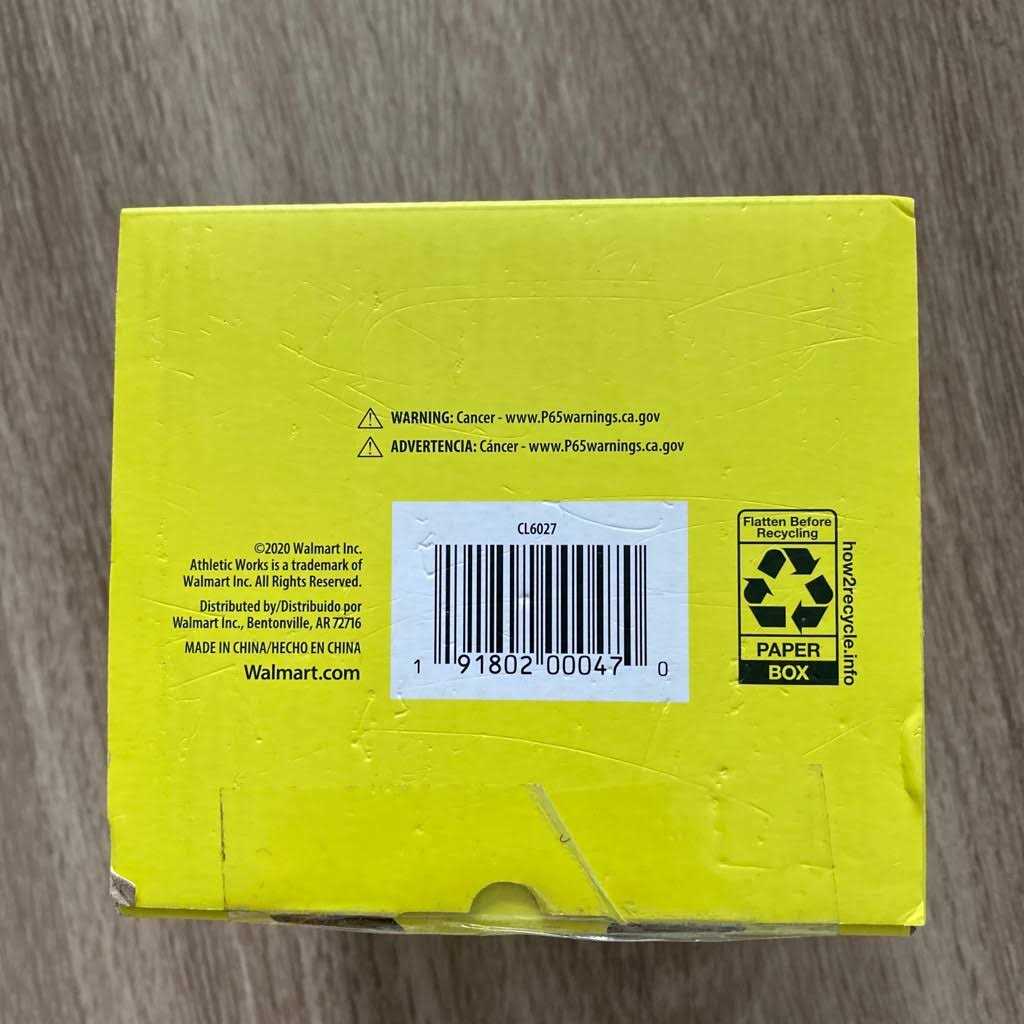 WARNING: Cancer - www.P65warnings.ca.gov
ADVERTENCIA: Cáncer - www.P65warnings.ca.gov
©2020 Walmart Inc.
Athletic Works is a trademark of
Walmart Inc. All Rights Reserved.
Distributed by/Distribuido por
Walmart Inc., Bentonville, AR 72716
MADE IN CHINA/HECHO EN CHINA
Walmart.com
CL6027
1 91802 00047 0
Flatten Before
Recycling
PAPER
BOX
how2recycle.info